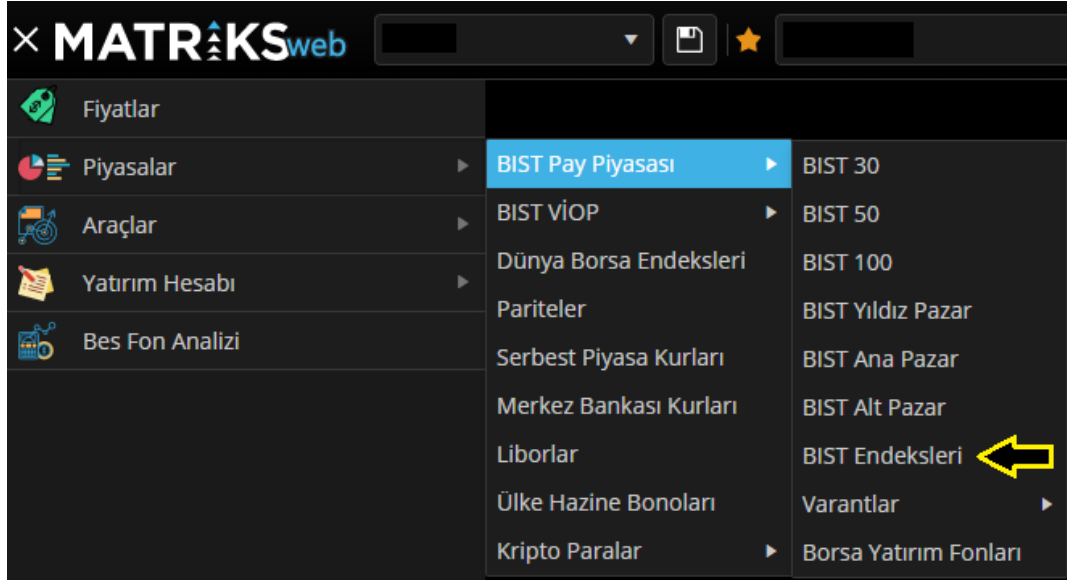 MATRİKSweb
Fiyatlar
Piyasalar
Araçlar
Yatırım Hesabı
Bes Fon Analizi
BIST Pay Piyasası
BIST VİOP
Dünya Borsa Endeksleri
Pariteler
Serbest Piyasa Kurları
Merkez Bankası Kurları
Liborlar
Ülke Hazine Bonoları
Kripto Paralar
BIST 30
BIST 50
BIST 100
BIST Yıldız Pazar
BIST Ana Pazar
BIST Alt Pazar
BIST Endeksleri
Varantlar
Borsa Yatırım Fonları